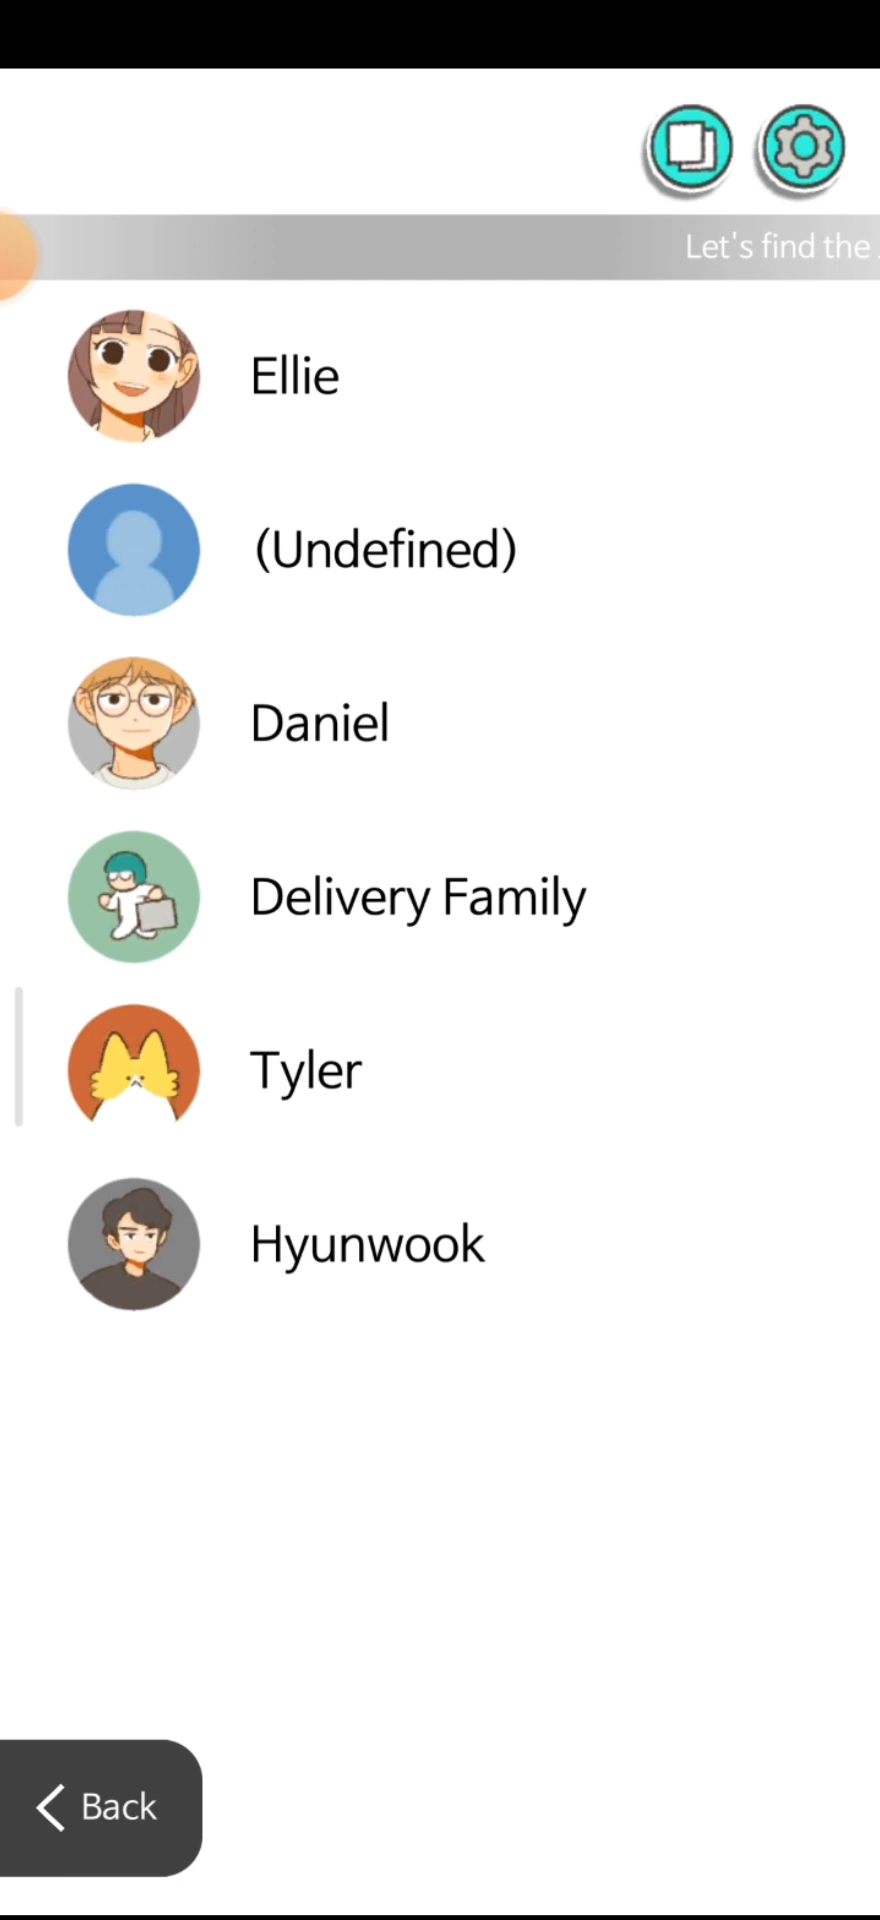 Let's find the
Ellie
(Undefined)
Daniel
Delivery Family
Tyler
Hyunwook
Back